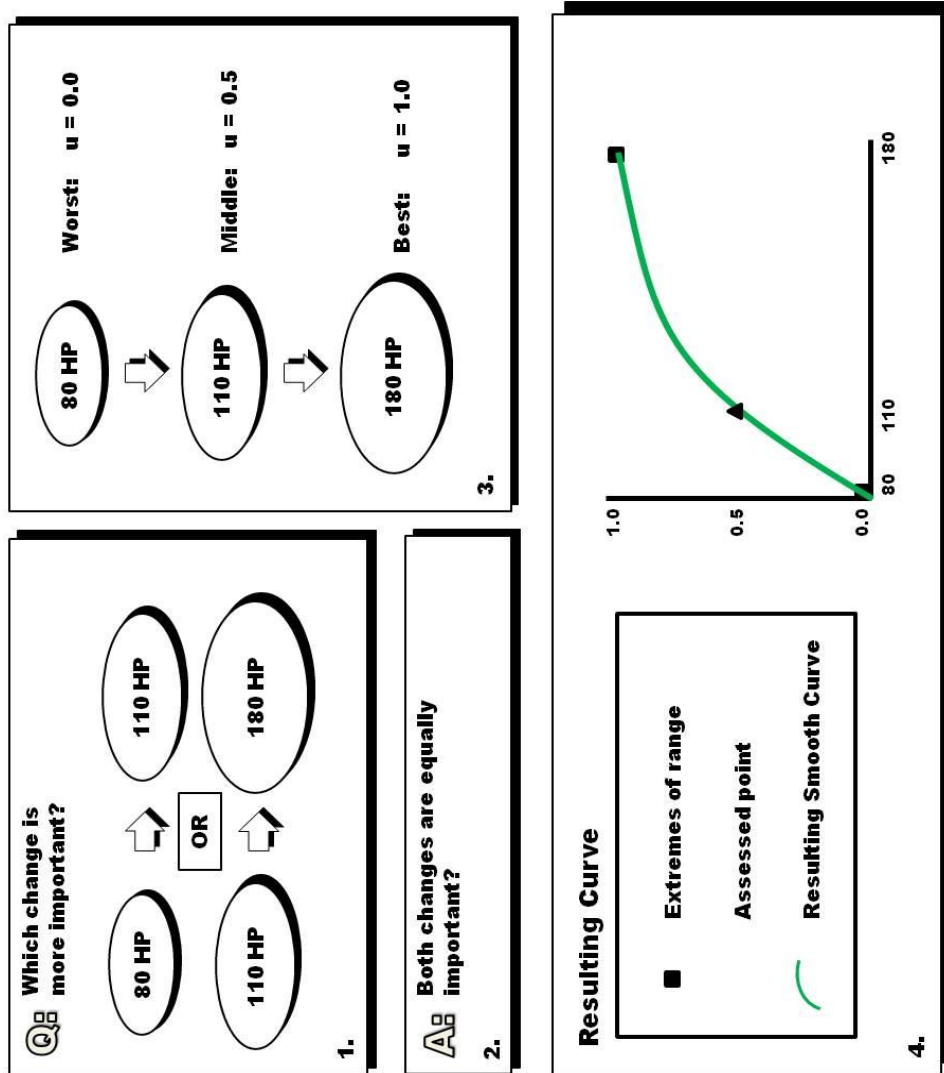 Q: Which change is
more important?
80 HP
110 HP
OR
110 HP
180 HP
1.
A: Both changes are equally
important?
2.
80 HP
Worst: u = 0.0
110 HP
Middle: u = 0.5
180 HP
Best: u = 1.0
3.
Resulting Curve
Extremes of range
Assessed point
Resulting Smooth Curve
1.0
0.5
0.0
80
110
180
4.